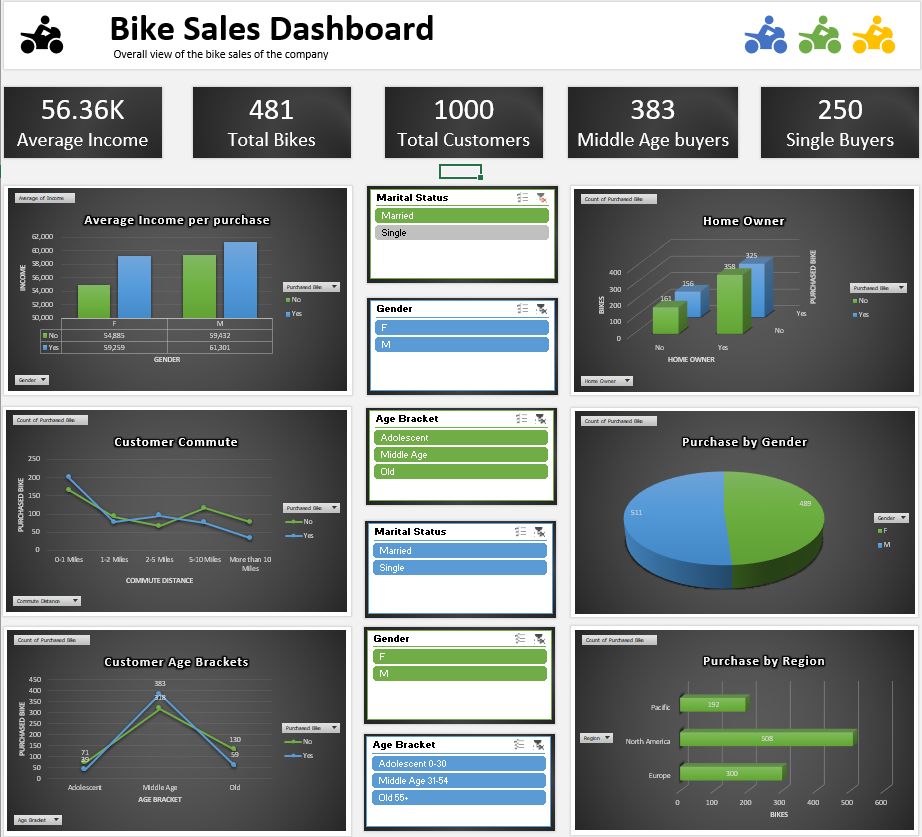 Bike Sales Dashboard
Overall view of the bike sales of the company
56.36K
Average Income
481
Total Bikes
1000
Total Customers
383
Middle Age buyers
250
Single Buyers
Average of Income
Average Income per purchase
62,000
60,000
58,000
56,000
54,000
52,000
50,000
INCOME
F M
No 54,885 59,432
Yes 59,259 61,301
GENDER
Purchased Bike
No
Yes
Gender
Marital Status
Married
Single
Gender
F
M
Count of Purchased Bike
Home Owner
400
300
200
100
0
BIKES
161
156
358
325
No
Yes
No
Yes
PURCHASED BIKE
HOME OWNER
Purchased Bike
No
Yes
Home Owner
Count of Purchased Bike
Customer Commute
250
200
150
100
50
0
PURCHASED BIKE
0-1 Miles 1-2 Miles 2-5 Miles 5-10 Miles More than 10
Miles
COMMUTE DISTANCE
Purchased Bike
No
Yes
Commute Distance
Age Bracket
Adolescent
Middle Age
Old
Marital Status
Married
Single
Count of Purchased Bike
Purchase by Gender
511
489
Gender
F
M
Count of Purchased Bike
Customer Age Brackets
450
400
350
300
250
200
150
100
50
0
PURCHASED BIKE
383
318
71
39
130
59
Adolescent Middle Age Old
AGE BRACKET
Purchased Bike
No
Yes
Age Bracket
Gender
F
M
Age Bracket
Adolescent 0-30
Middle Age 31-54
Old 55+
Count of Purchased Bike
Purchase by Region
Region
Pacific 192
North America 508
Europe 300
0 100 200 300 400 500 600
BIKES